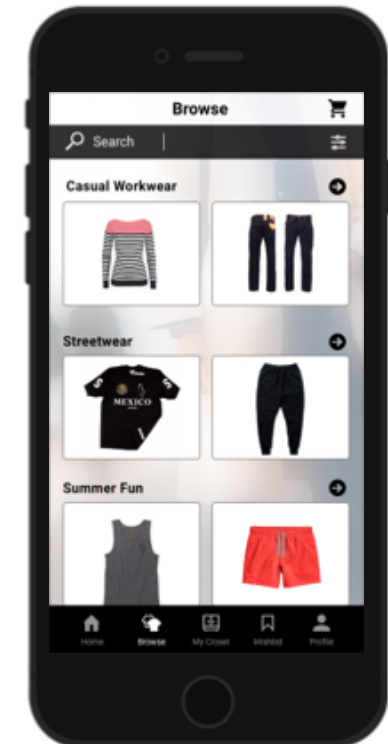 Browse
Search
Casual Workwear
Streetwear
MEXICO
Summer Fun
Home Browse My Closet Wishlist Profile